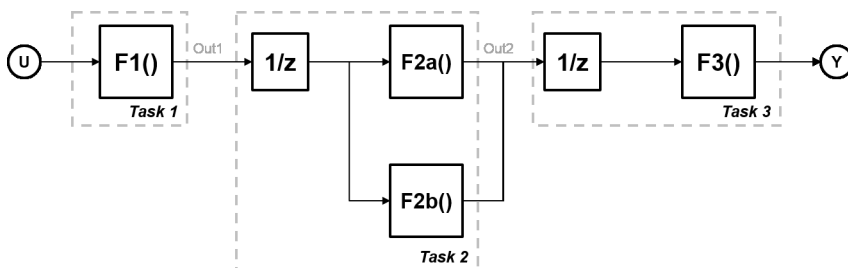 U
F1()
Out1
Task 1
1/z
F2a()
Out2
F2b()
Task 2
1/z
F3()
Y
Task 3